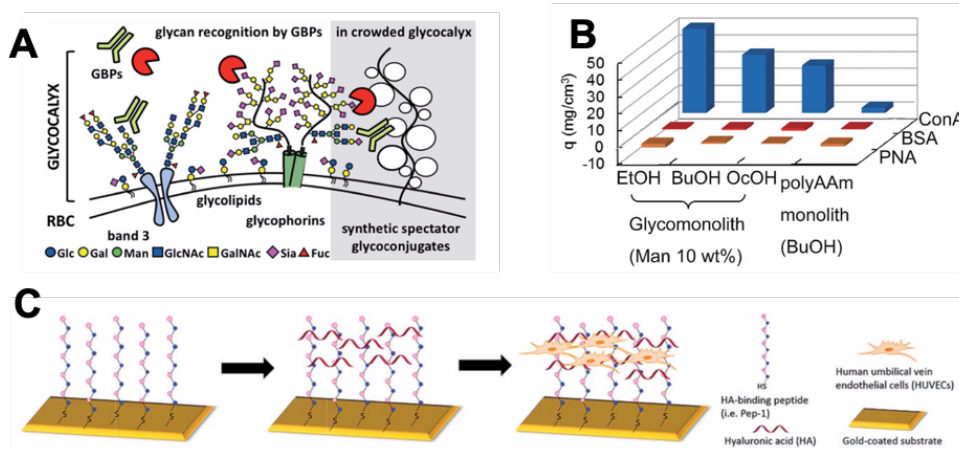 A
glycan recognition by GBPs
in crowded glycocalyx
GBPs
GLYCOCALYX
RBC
glycolipids
glycophorins
band 3
synthetic spectator
glycoconjugates
Glc Gal Man GlcNAc GalNAc Sia Fuc
B
q (mg/cm³)
50
40
30
20
10
0
-10
ConA
BSA
PNA
EtOH BuOH OcOH polyAAm
monolith
(BuOH)
Glycomonolith
(Man 10 wt%)
C
S S S S S
S S S S S
S S S S S
HS
HA-binding peptide
(i.e. Pep-1)
Hyaluronic acid (HA)
Human umbilical vein
endothelial cells (HUVECs)
Gold-coated substrate